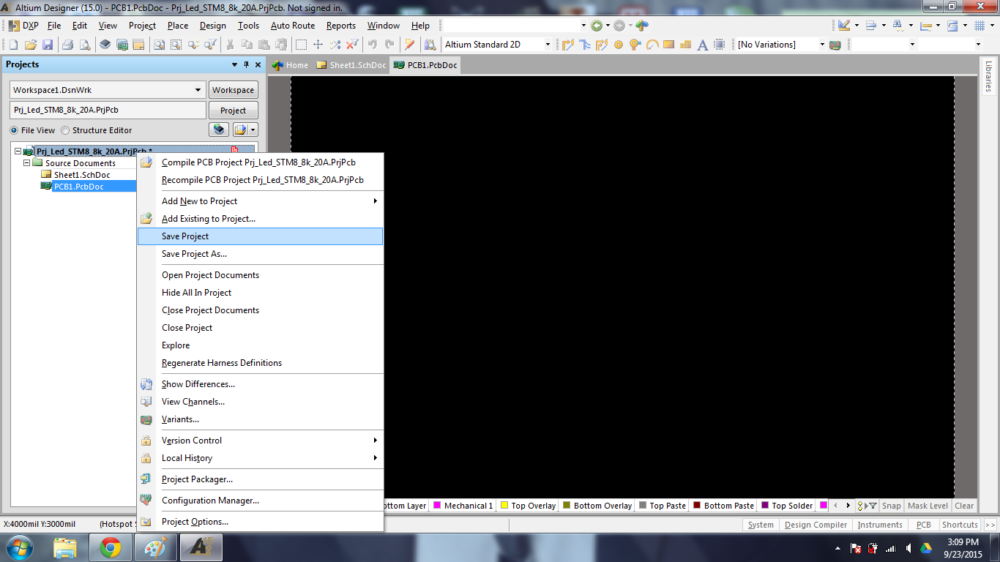 Altium Designer (15.0) - PCB1.PcbDoc - Prj_Led_STM8_8k_20A.PrjPcb. Not signed in.
DXP File Edit View Project Place Design Tools Auto Route Reports Window Help
Altium Standard 2D [No Variations]
Projects
Home Sheet1.SchDoc PCB1.PcbDoc
Libraries
Workspace1.DsnWrk Workspace
Prj_Led_STM8_8k_20A.PrjPcb Project
File View Structure Editor
Prj_Led_STM8_8k_20A.PrjPcb *
Source Documents
Sheet1.SchDoc
PCB1.PcbDoc
Compile PCB Project Prj_Led_STM8_8k_20A.PrjPcb
Recompile PCB Project Prj_Led_STM8_8k_20A.PrjPcb
Add New to Project
Add Existing to Project...
Save Project
Save Project As...
Open Project Documents
Hide All In Project
Close Project Documents
Close Project
Explore
Regenerate Harness Definitions
Show Differences...
View Channels...
Variants...
Version Control
Local History
Project Packager...
Configuration Manager...
Project Options...
ottom Layer Mechanical 1 Top Overlay Bottom Overlay Top Paste Bottom Paste Top Solder Snap Mask Level Clear
X:4000mil Y:3000mil (Hotspot S System Design Compiler Instruments PCB Shortcuts >>
3:09 PM
9/23/2015